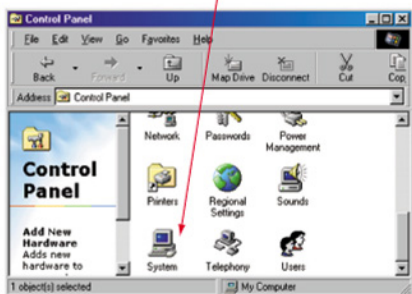 Control Panel
File Edit View Go Favorites Help
Back Forward Up Map Drive Disconnect Cut Cop
Address Control Panel
Network Passwords Power Management
Control Panel
Printers Regional Settings Sounds
Add New Hardware
Adds new
hardware to
System Telephony Users
1 object(s) selected My Computer